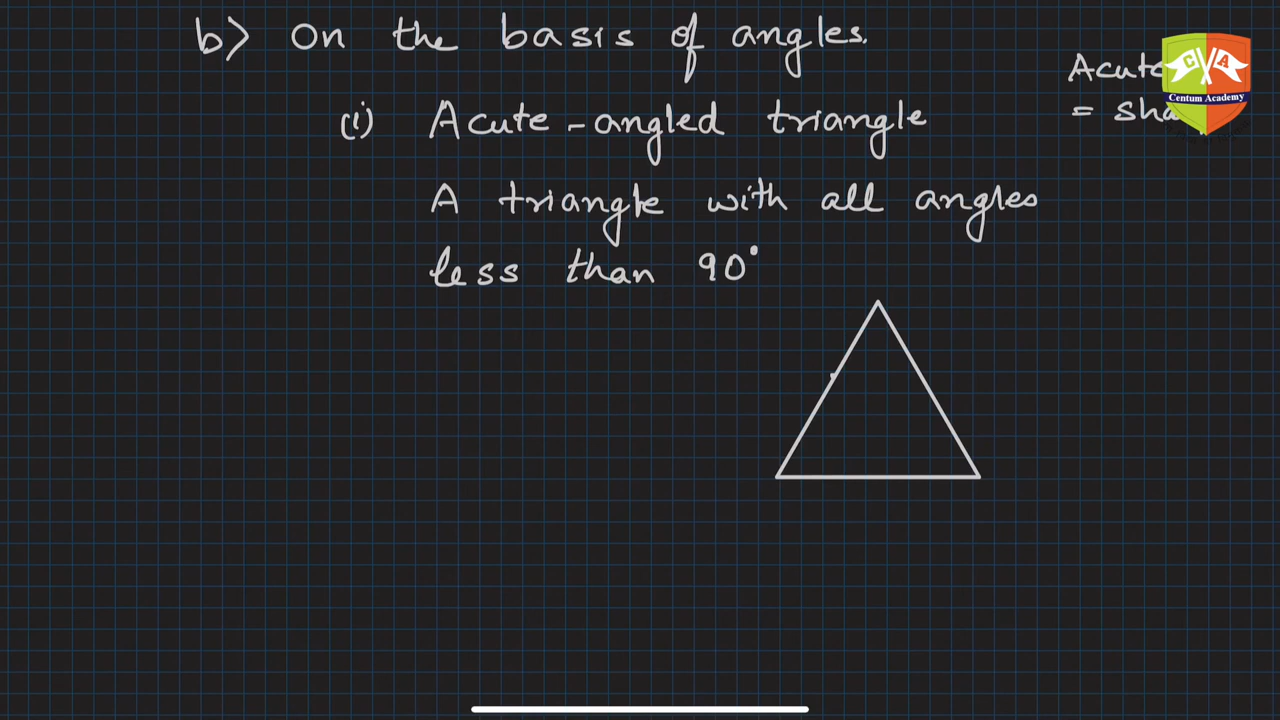 b> On the basis of angles.
Acute
= sha
(i) Acute-angled triangle
A triangle with all angles
less than 90°
C A
Centum Academy